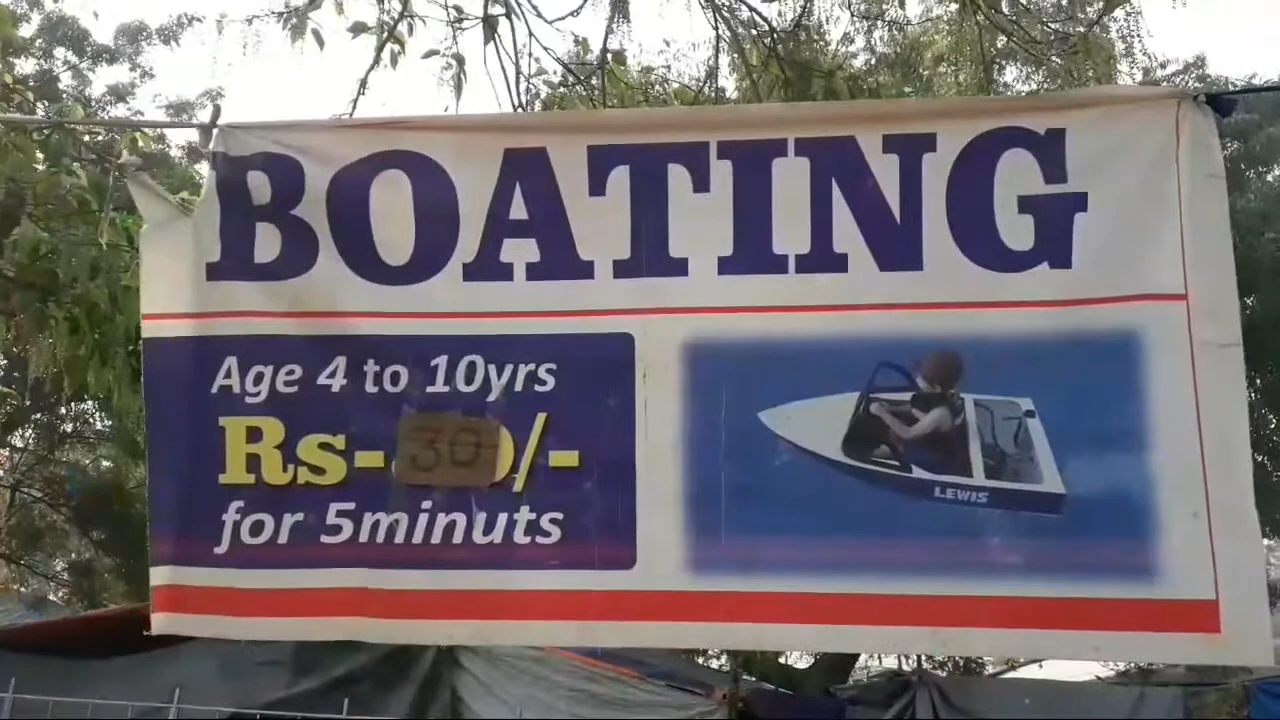 BOATING
Age 4 to 10yrs
Rs-30/-
for 5minuts
LEWIS